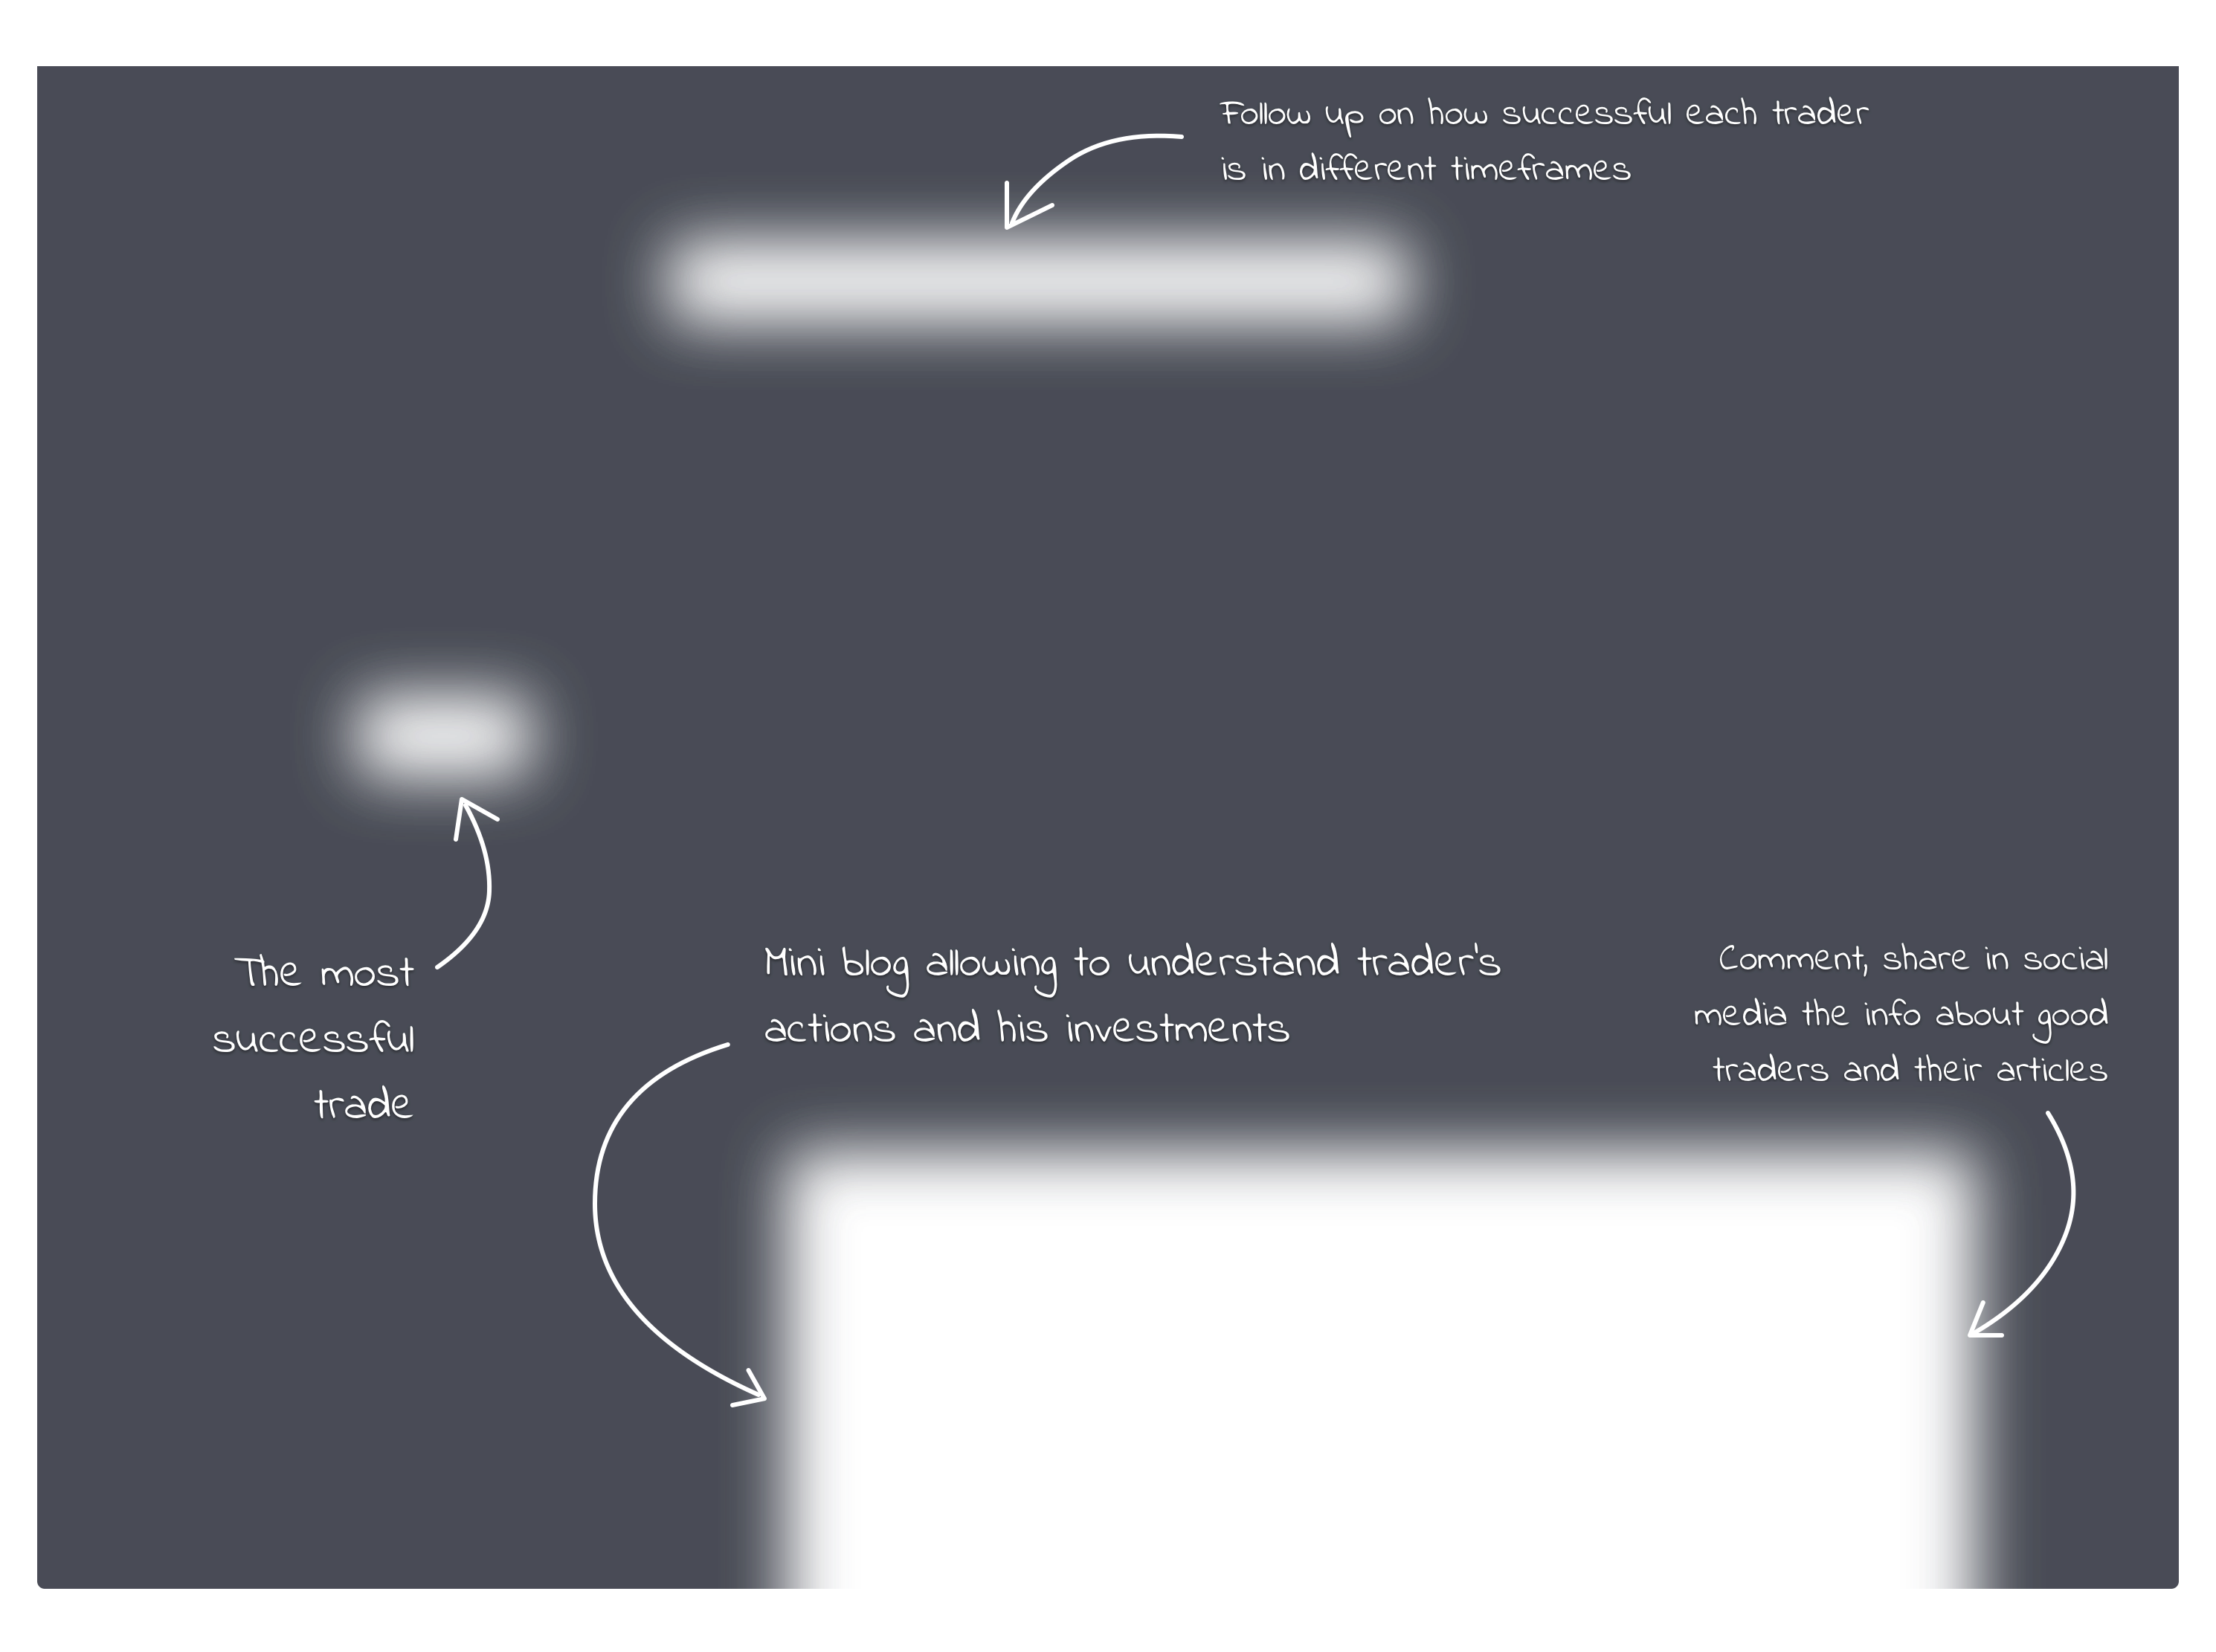 Follow up on how successful each trader
is in different timeframes
The most
successful
trade
Mini blog allowing to understand trader's
actions and his investments
Comment, share in social
media the info about good
traders and their articles